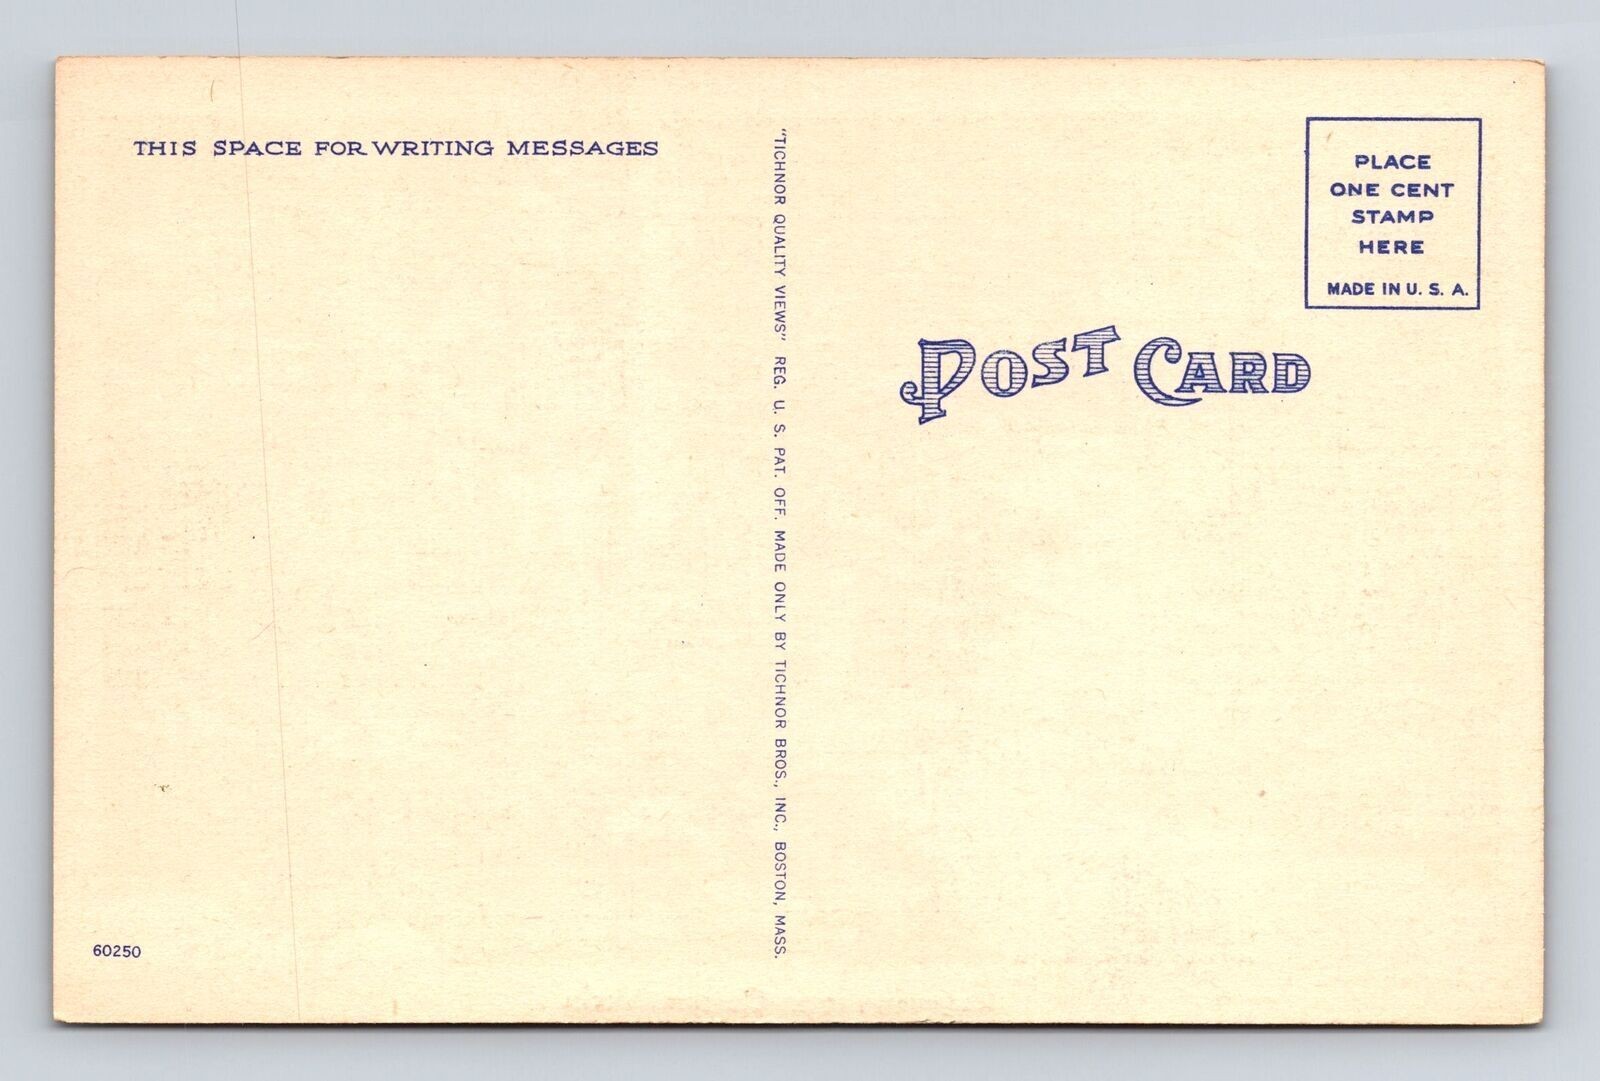 THIS SPACE FOR WRITING MESSAGES
"TICHNOR QUALITY VIEWS" REG. U. S. PAT. OFF. MADE ONLY BY TICHNOR BROS., INC., BOSTON, MASS.
PLACE
ONE CENT
STAMP
HERE
MADE IN U. S. A.
POST CARD
60250